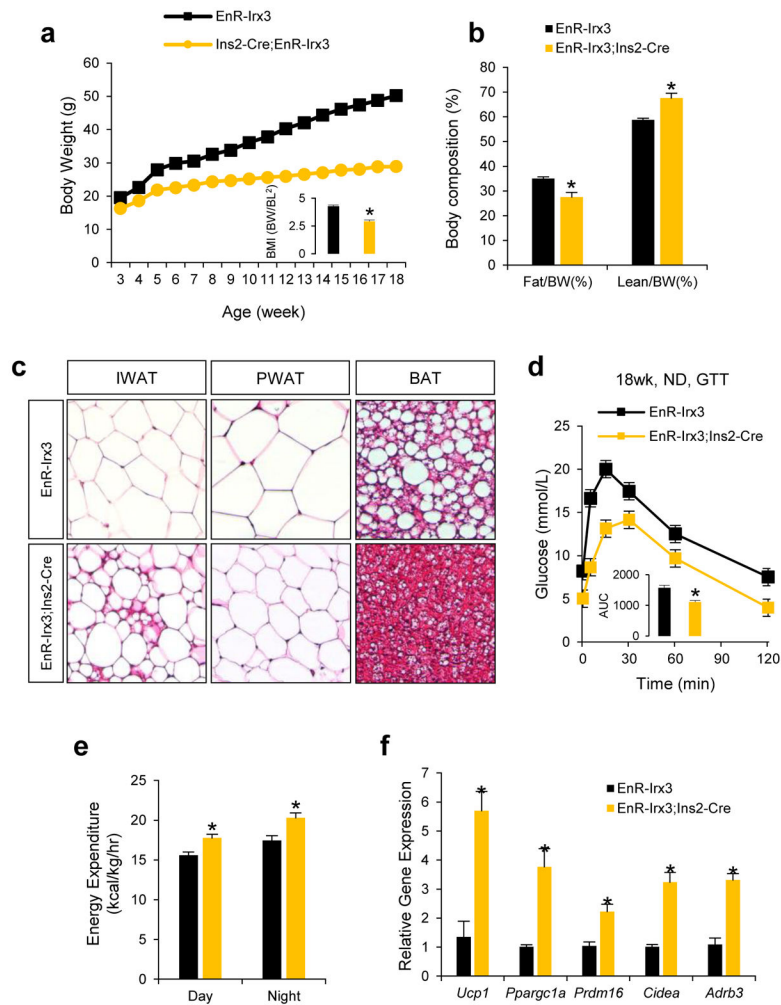 a
EnR-Irx3
Ins2-Cre;EnR-Irx3
Body Weight (g)
60
50
40
30
20
10
0
3 4 5 6 7 8 9 10 11 12 13 14 15 16 17 18
Age (week)
BMI (BW/BL²)
5
2.5
0
*
b
EnR-Irx3
EnR-Irx3;Ins2-Cre
Body composition (%)
80
70
60
50
40
30
20
10
0
*
*
Fat/BW(%) Lean/BW(%)
c
IWAT PWAT BAT
EnR-Irx3
EnR-Irx3;Ins2-Cre
d
18wk, ND, GTT
EnR-Irx3
EnR-Irx3;Ins2-Cre
Glucose (mmol/L)
25
20
15
10
5
0
0 30 60 90 120
Time (min)
AUC
2000
1000
0
*
e
Energy Expenditure
(kcal/kg/hr)
25
20
15
10
5
0
*
*
Day Night
f
EnR-Irx3
EnR-Irx3;Ins2-Cre
Relative Gene Expression
7
6
5
4
3
2
1
0
*
*
*
*
*
Ucp1 Ppargc1a Prdm16 Cidea Adrb3